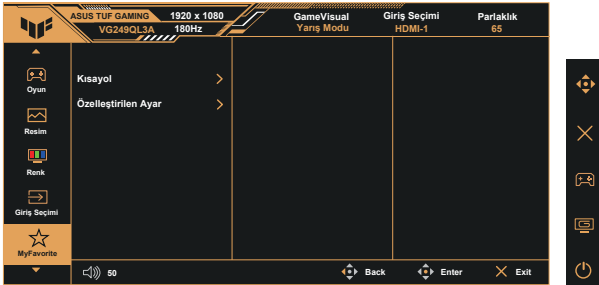 ASUS TUF GAMING 1920 x 1080
VG249QL3A 180Hz
GameVisual
Yarış Modu
Giriş Seçimi
HDMI-1
Parlaklık
65
Oyun
Resim
Renk
Giriş Seçimi
MyFavorite
Kısayol
Özelleştirilen Ayar
50
Back
Enter
Exit